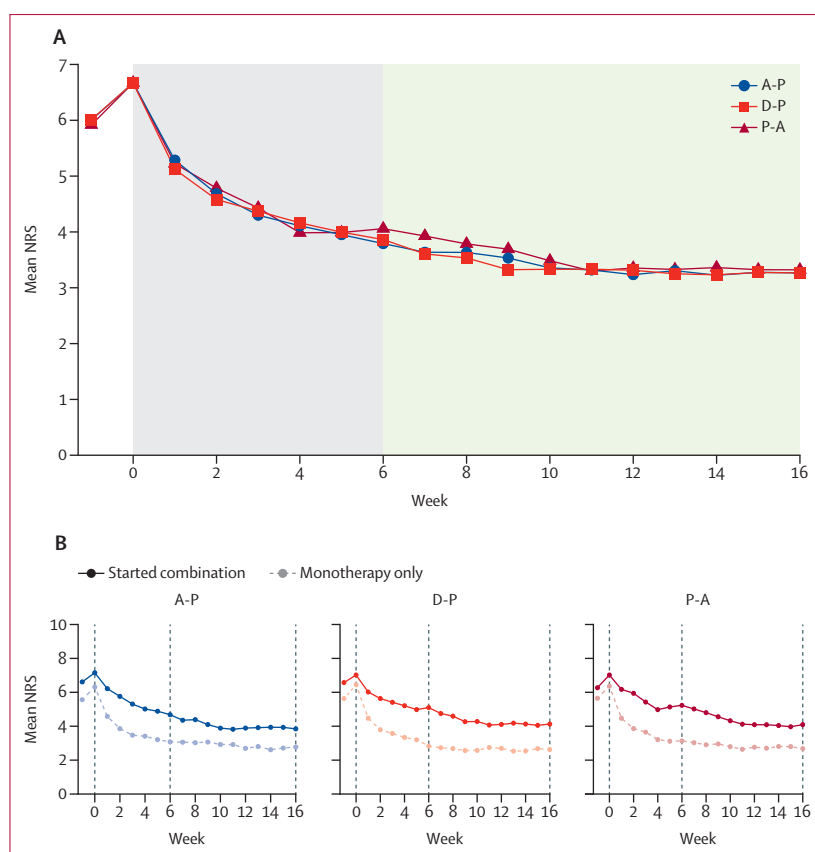 A
7
6
5
4
3
2
1
0
Mean NRS
A-P
D-P
P-A
0 2 4 6 8 10 12 14 16
Week
B
Started combination Monotherapy only
A-P D-P P-A
10
8
6
4
2
0
Mean NRS
0 2 4 6 8 10 12 14 16 0 2 4 6 8 10 12 14 16 0 2 4 6 8 10 12 14 16
Week Week Week